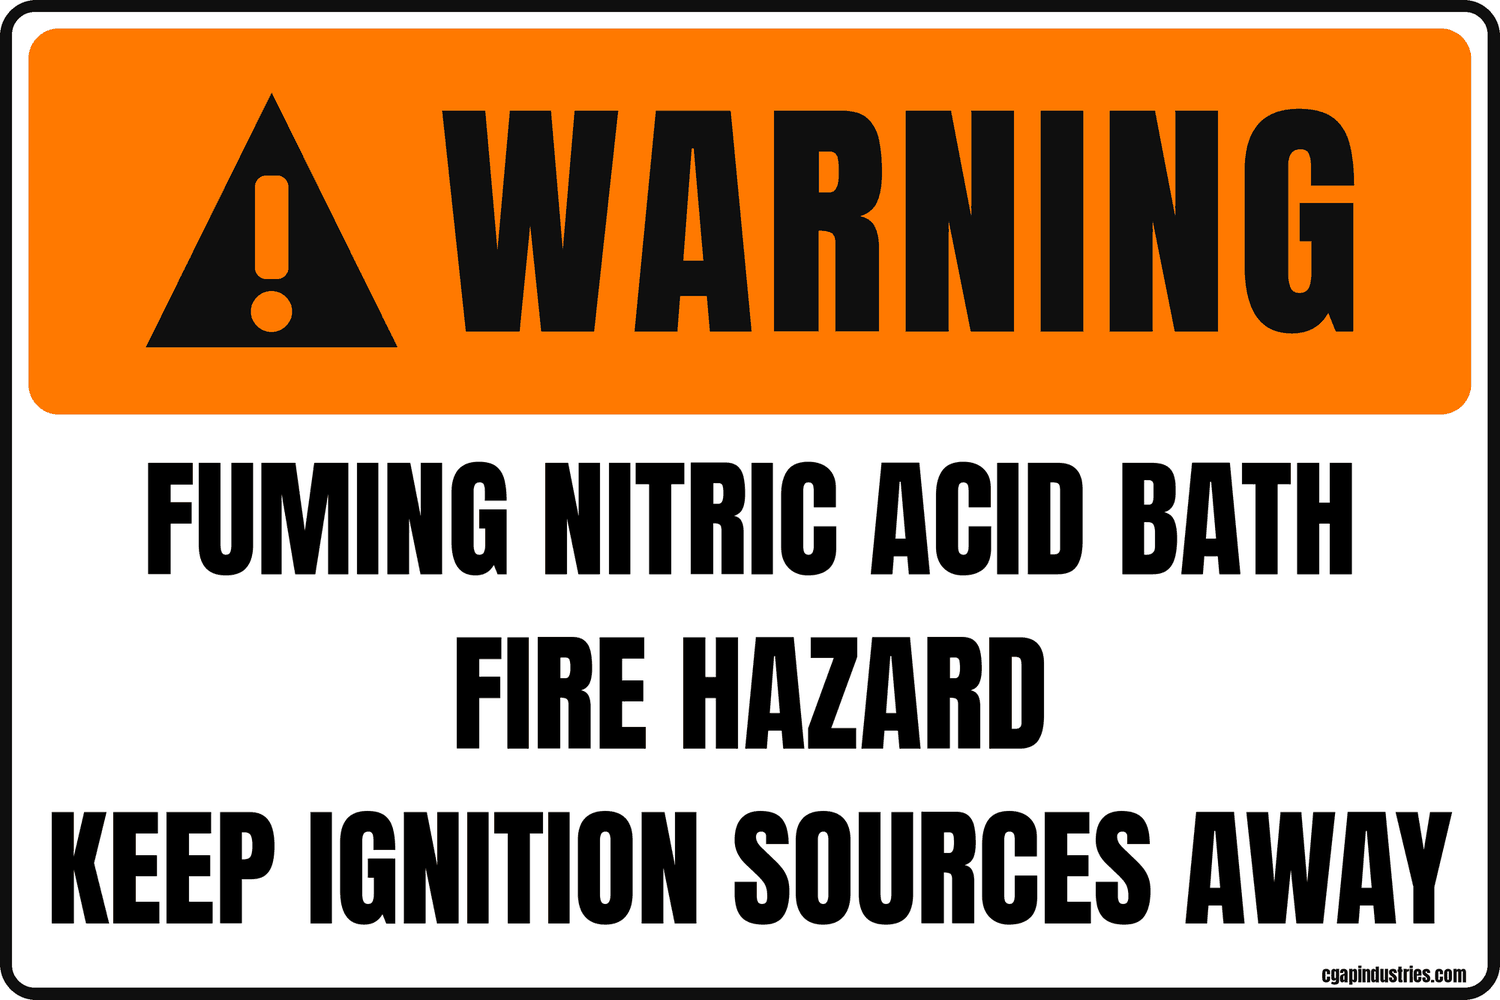 WARNING
FUMING NITRIC ACID BATH
FIRE HAZARD
KEEP IGNITION SOURCES AWAY
cgapindustries.com